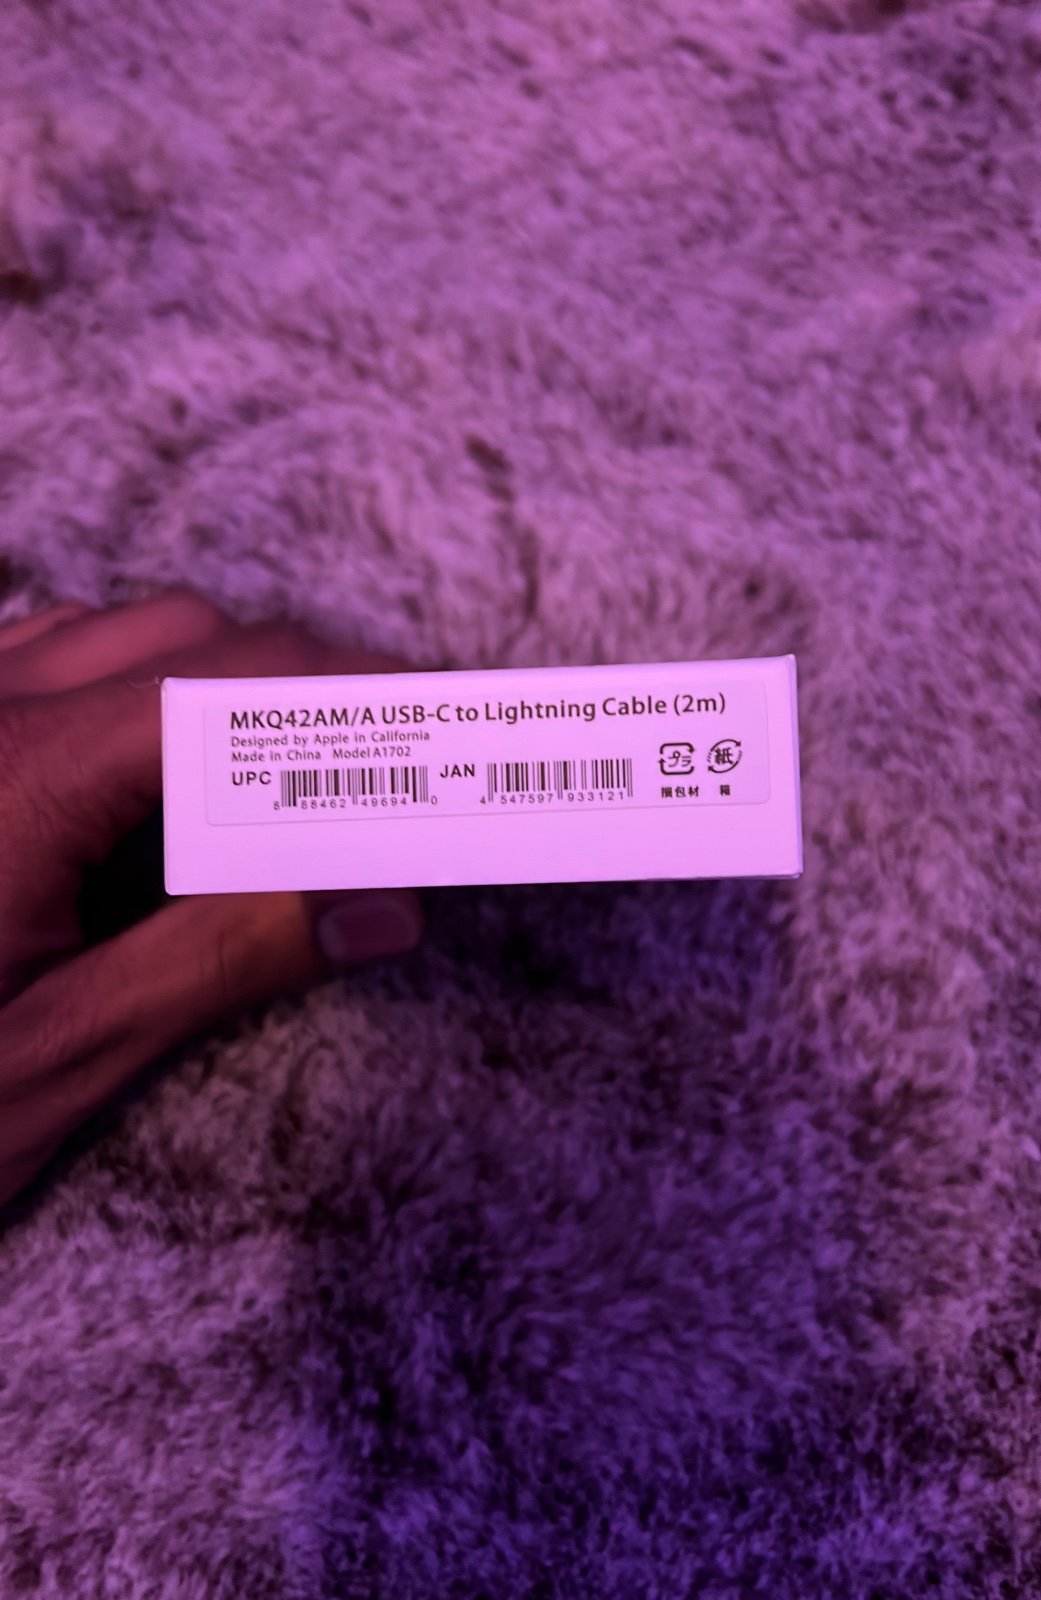 MKQ42AM/A USB-C to Lightning Cable (2m)
Designed by Apple in California
Made in China Model A1702
UPC
8 88462 49694 0
JAN
4 547597 933121
プラ
紙
梱包材
箱